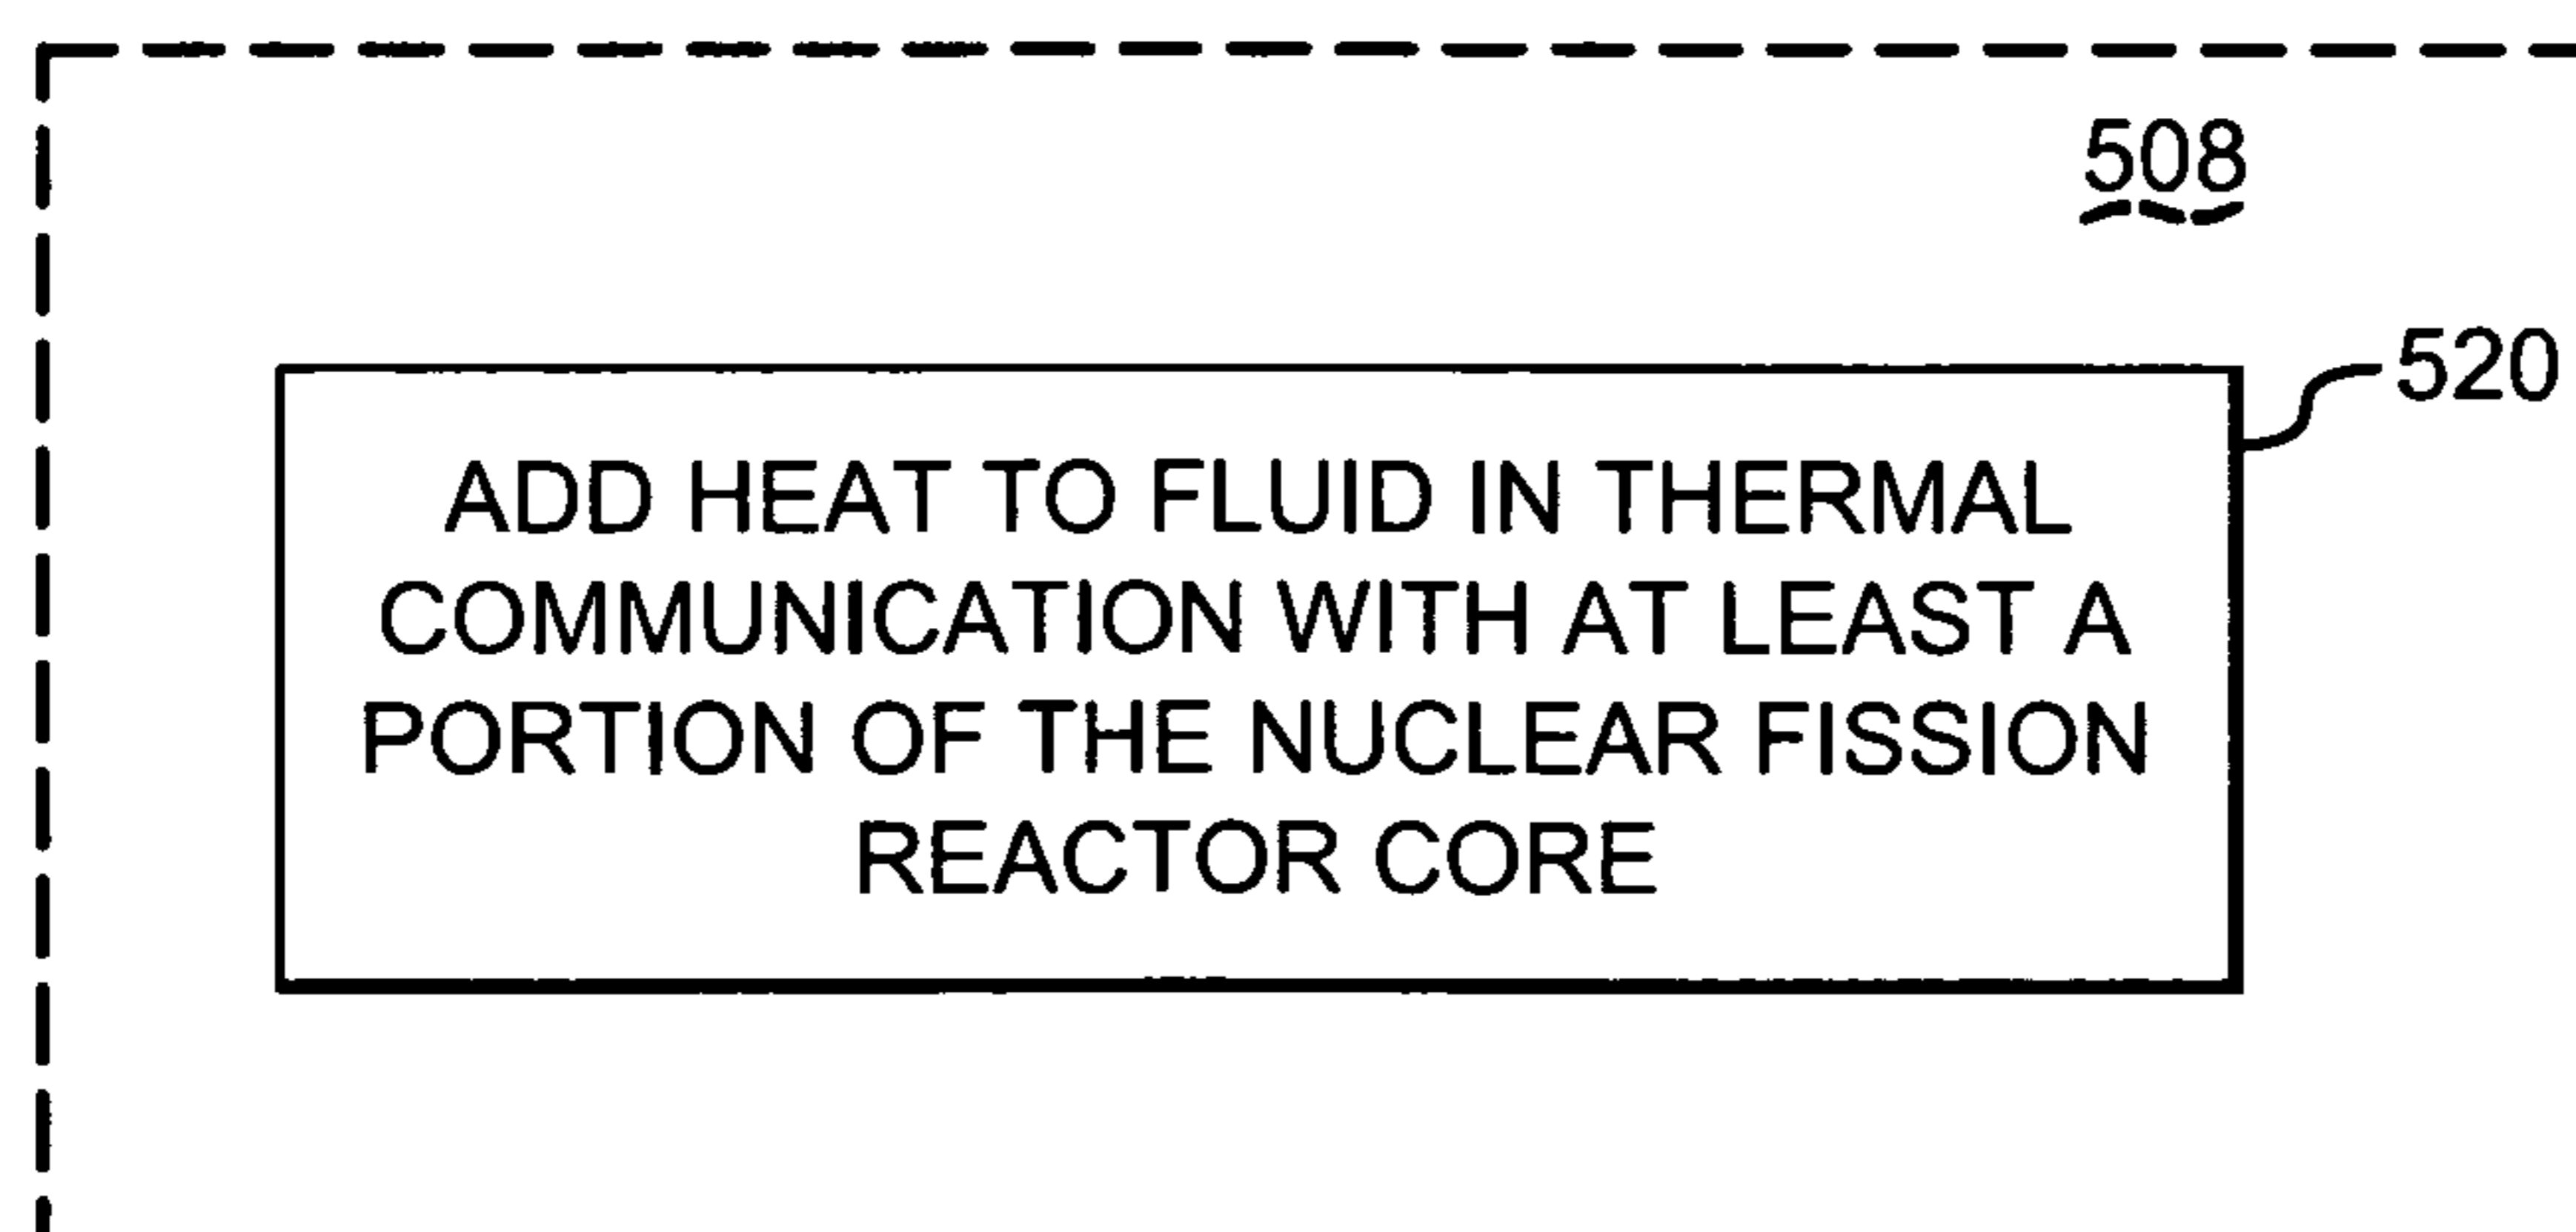 508
520
ADD HEAT TO FLUID IN THERMAL
COMMUNICATION WITH AT LEAST A
PORTION OF THE NUCLEAR FISSION
REACTOR CORE